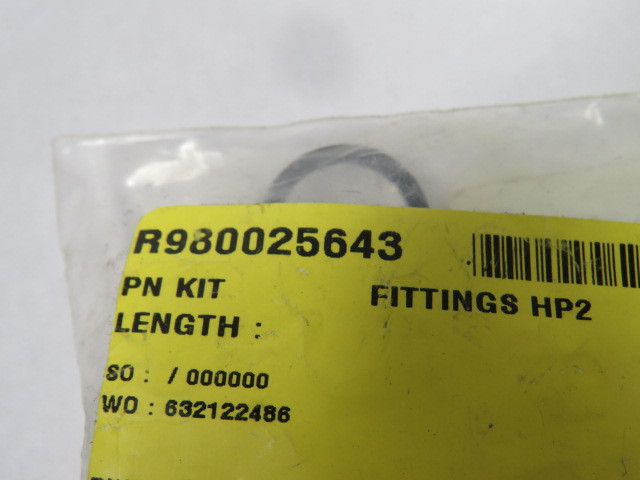 R980025643
PN KIT FITTINGS HP2
LENGTH :
SO : / 000000
WO : 632122486